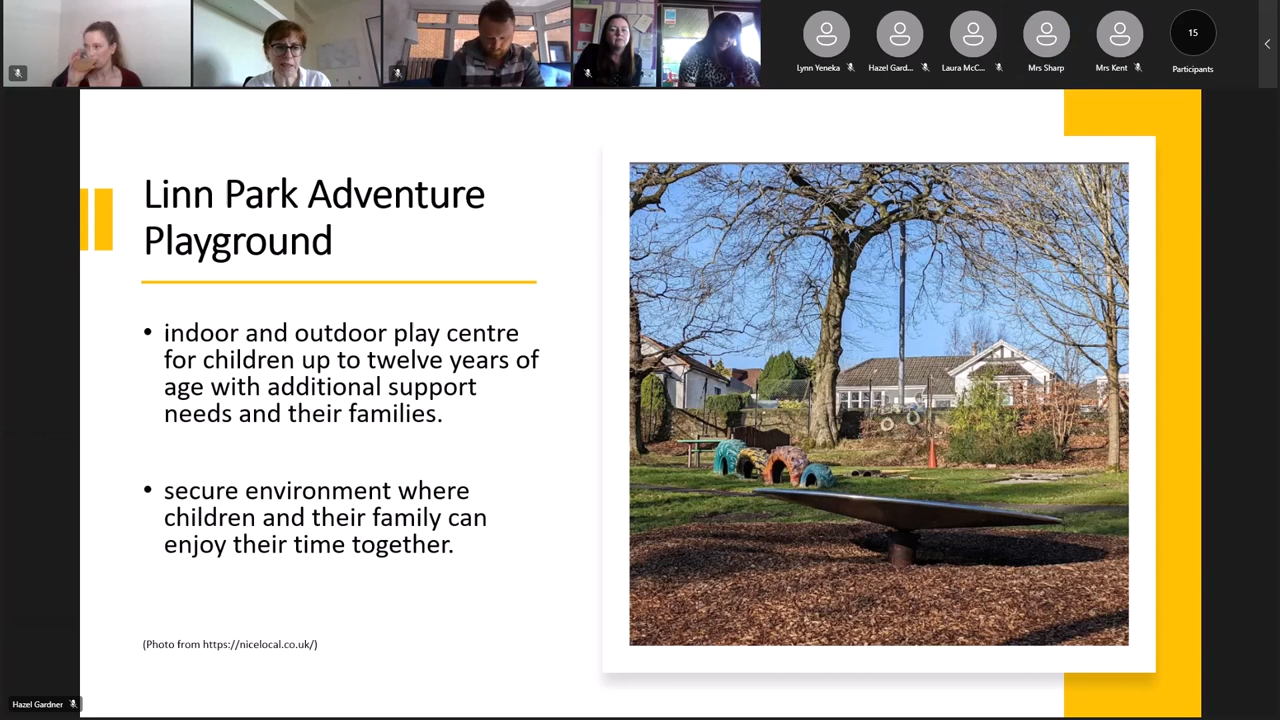 Lynn Yeneka
Hazel Gard...
Laura McC...
Mrs Sharp
Mrs Kent
15
Participants
Linn Park Adventure
Playground
• indoor and outdoor play centre
for children up to twelve years of
age with additional support
needs and their families.
• secure environment where
children and their family can
enjoy their time together.
(Photo from https://nicelocal.co.uk/)
Hazel Gardner